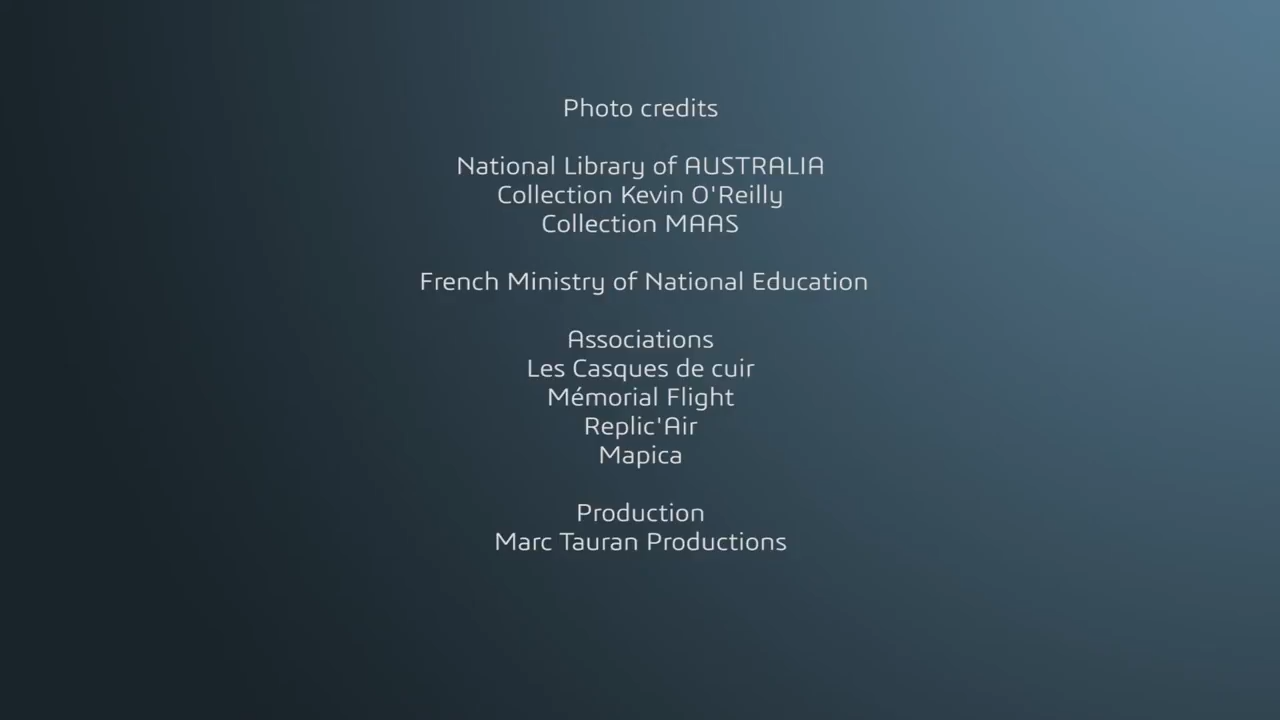 Photo credits
National Library of AUSTRALIA
Collection Kevin O'Reilly
Collection MAAS
French Ministry of National Education
Associations
Les Casques de cuir
Mémorial Flight
Replic'Air
Mapica
Production
Marc Tauran Productions